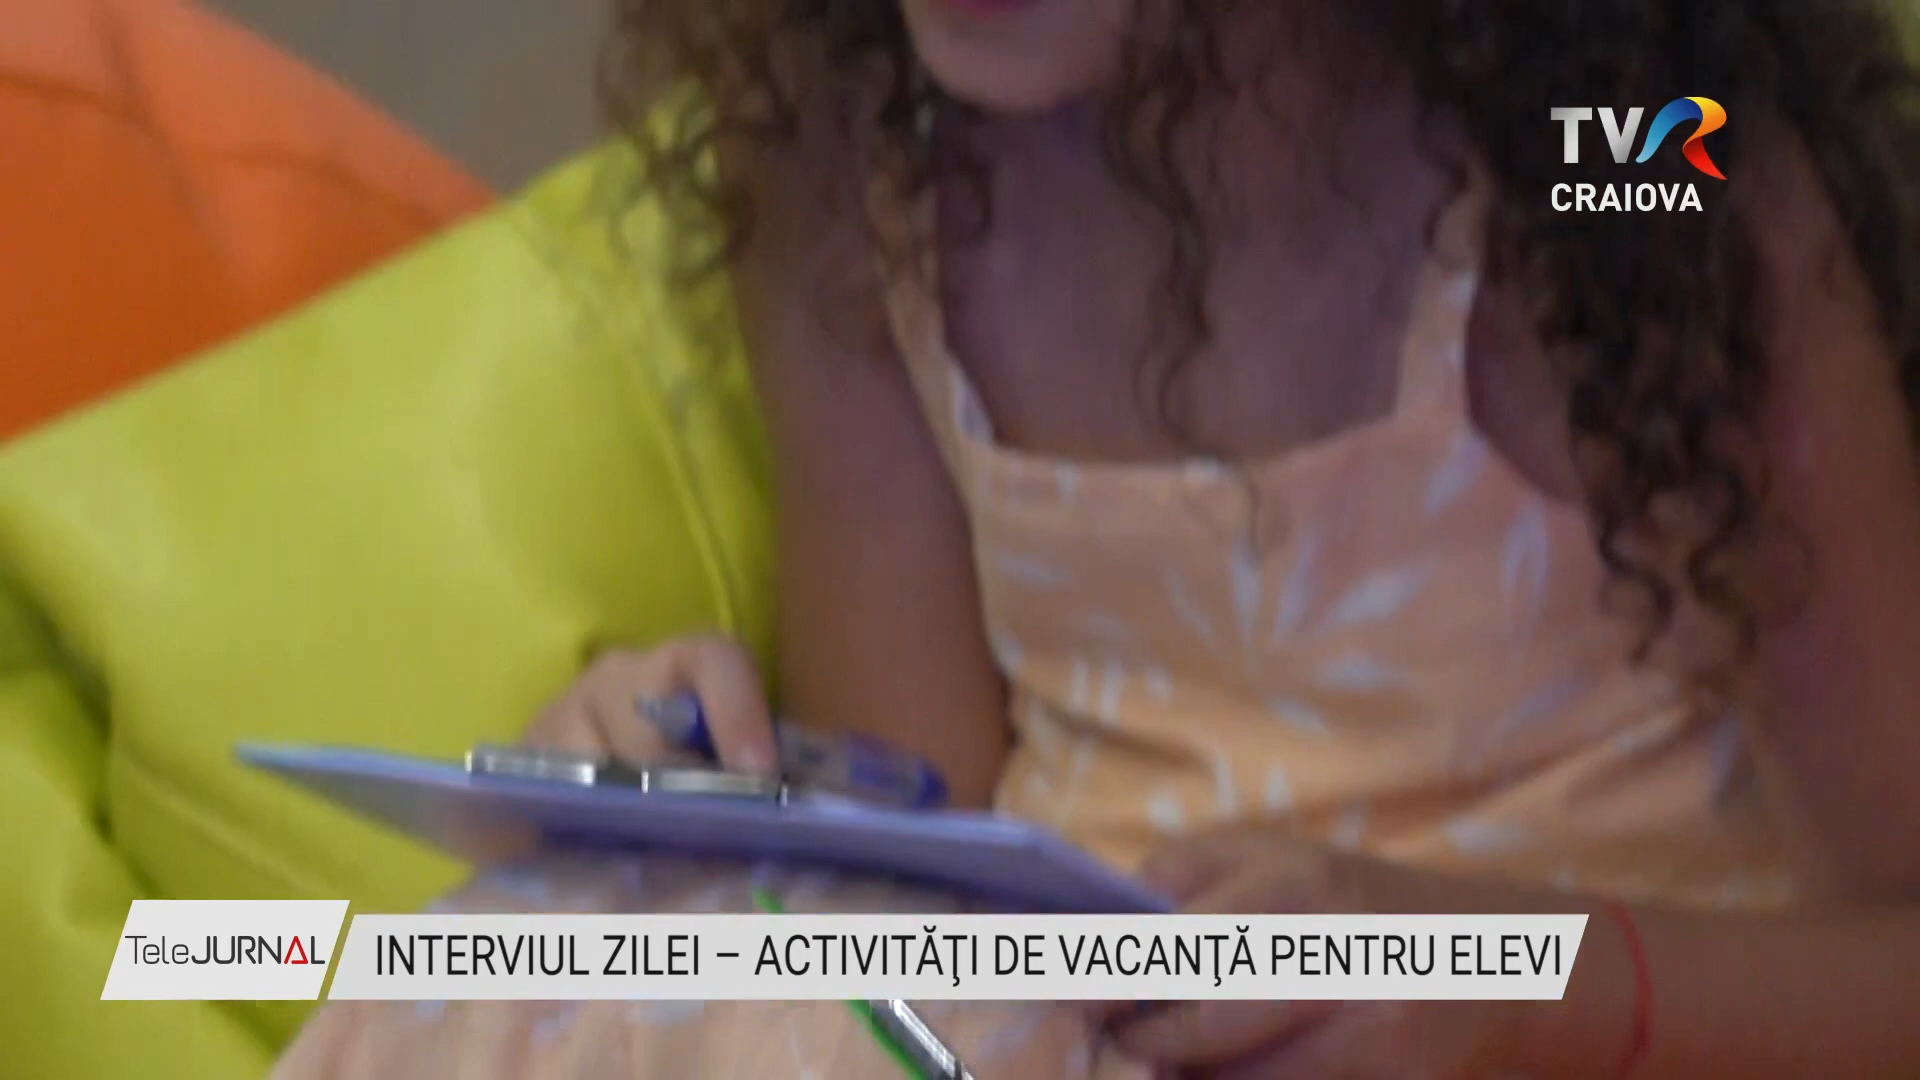 TVR
CRAIOVA
TeleJURNAL
INTERVIUL ZILEI – ACTIVITĂŢI DE VACANŢĂ PENTRU ELEVI